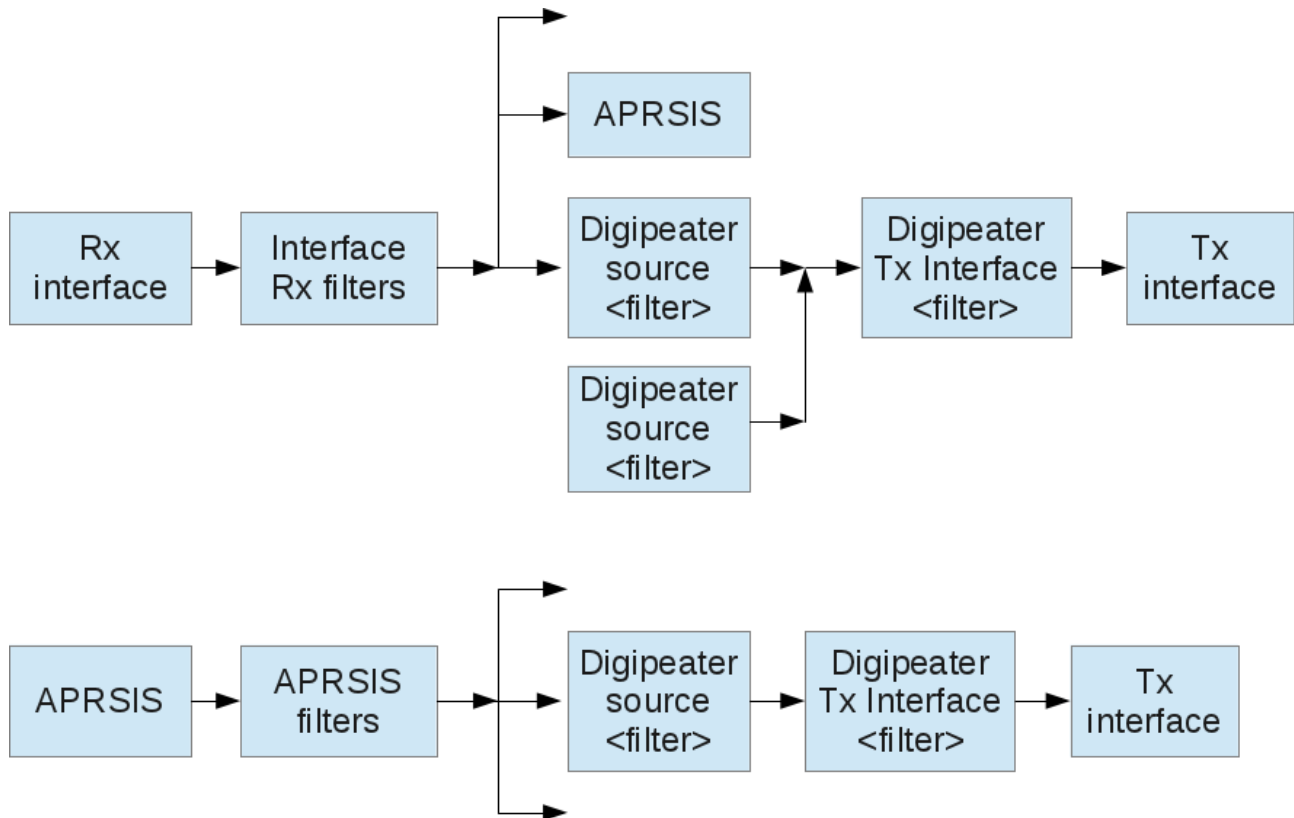 APRSIS
Rx
interface
Interface
Rx filters
Digipeater
source
<filter>
Digipeater
Tx Interface
<filter>
Tx
interface
Digipeater
source
<filter>
APRSIS
APRSIS
filters
Digipeater
source
<filter>
Digipeater
Tx Interface
<filter>
Tx
interface